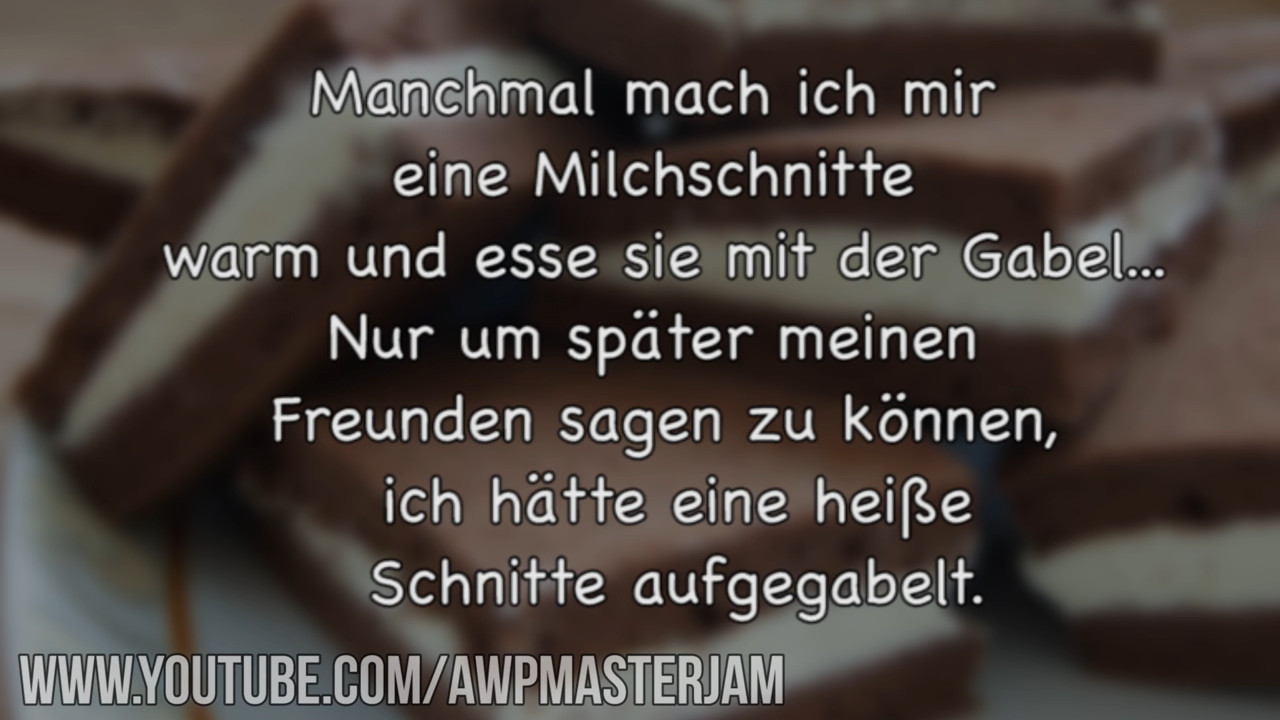 Manchmal mach ich mir
eine Milchschnitte
warm und esse sie mit der Gabel...
Nur um später meinen
Freunden sagen zu können,
ich hätte eine heiße
Schnitte aufgegabelt.
WWW.YOUTUBE.COM/AWPMASTERJAM